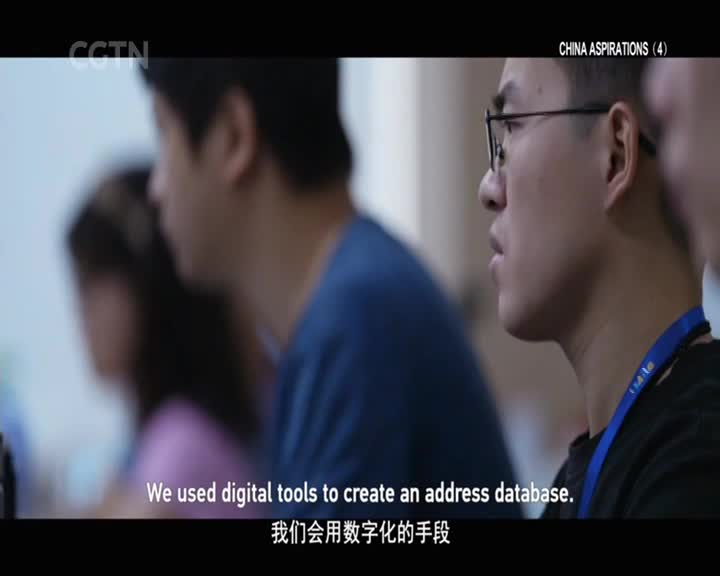 CGTN
CHINA ASPIRATIONS (4)
We used digital tools to create an address database.
我们会用数字化的手段